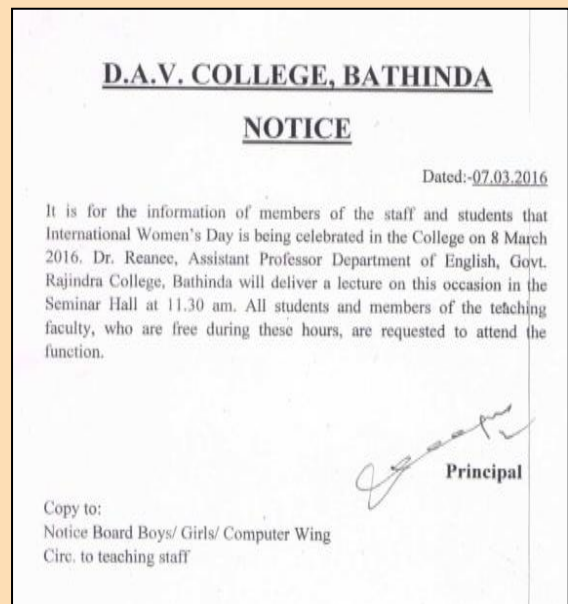 D.A.V. COLLEGE, BATHINDA
NOTICE
Dated:-07.03.2016
It is for the information of members of the staff and students that
International Women's Day is being celebrated in the College on 8 March
2016. Dr. Reanee, Assistant Professor Department of English, Govt.
Rajindra College, Bathinda will deliver a lecture on this occasion in the
Seminar Hall at 11.30 am. All students and members of the teaching
faculty, who are free during these hours, are requested to attend the
function.
Principal
Copy to:
Notice Board Boys/ Girls/ Computer Wing
Circ. to teaching staff